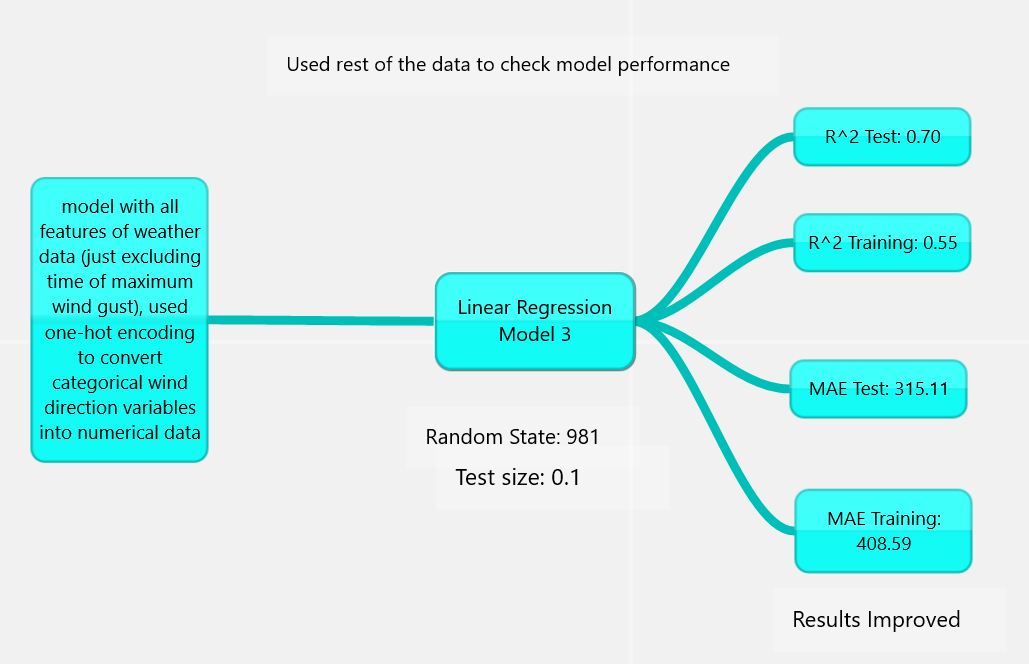 Used rest of the data to check model performance
model with all
features of weather
data (just excluding
time of maximum
wind gust), used
one-hot encoding
to convert
categorical wind
direction variables
into numerical data
Linear Regression
Model 3
Random State: 981
Test size: 0.1
R^2 Test: 0.70
R^2 Training: 0.55
MAE Test: 315.11
MAE Training:
408.59
Results Improved